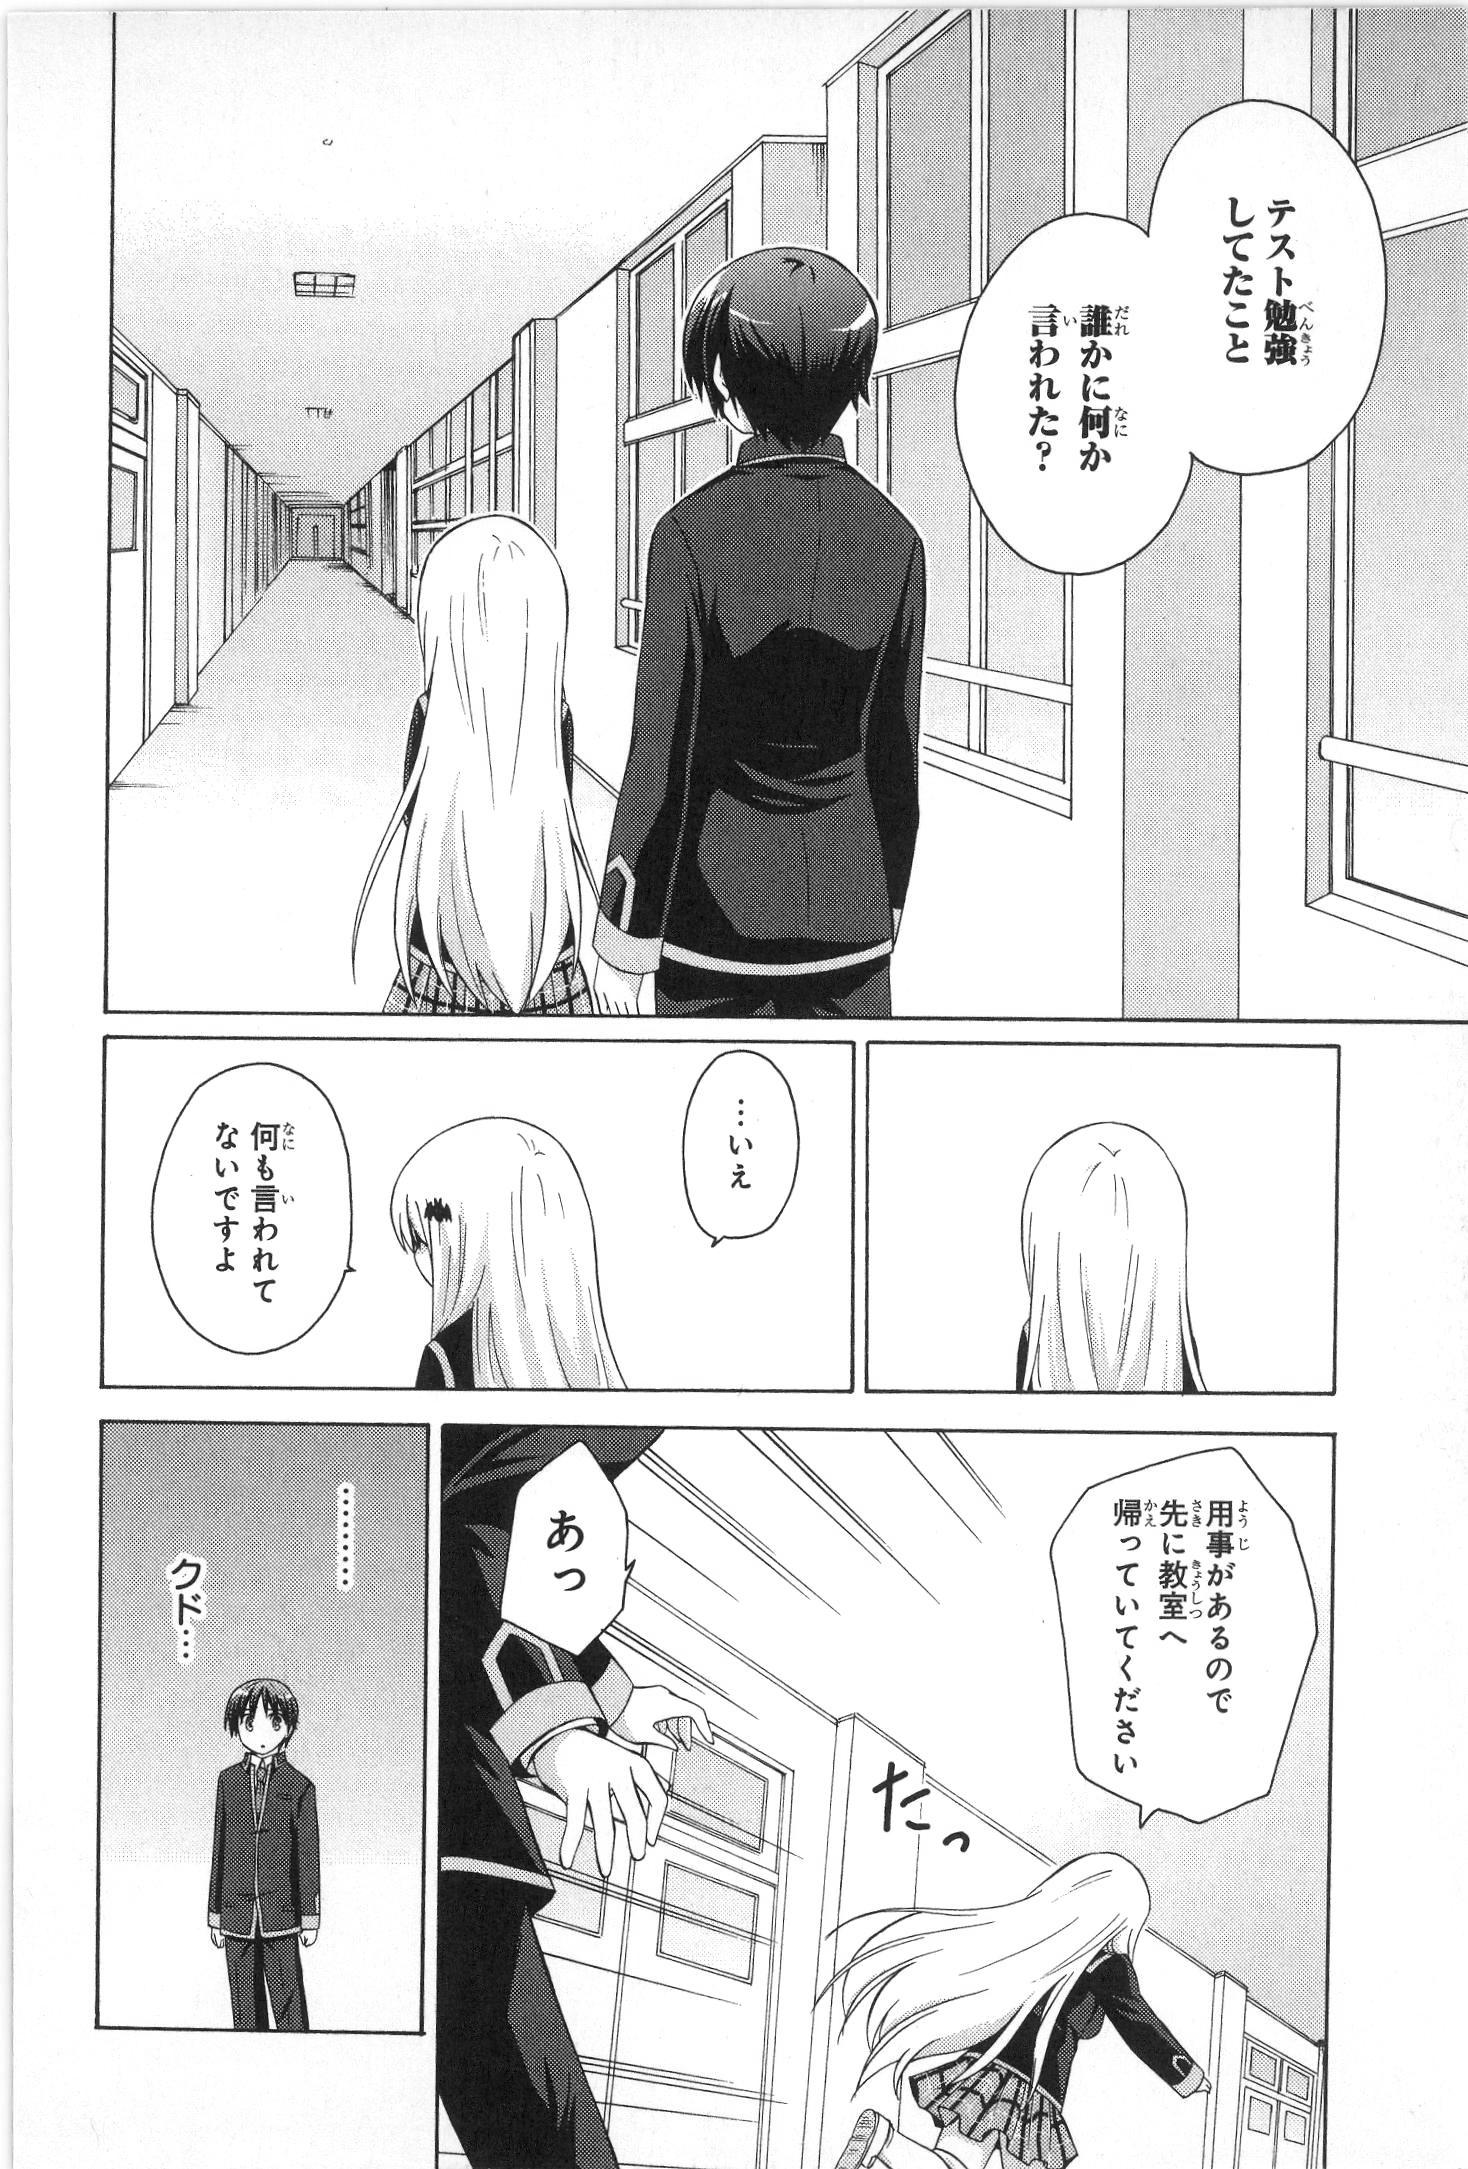 テスト勉強
してたこと
誰かに何か
言われた?
…いえ
何も言われて
ないですよ
用事があるので
先に教室へ
帰っていてください
たっ
あっ
………
クド…